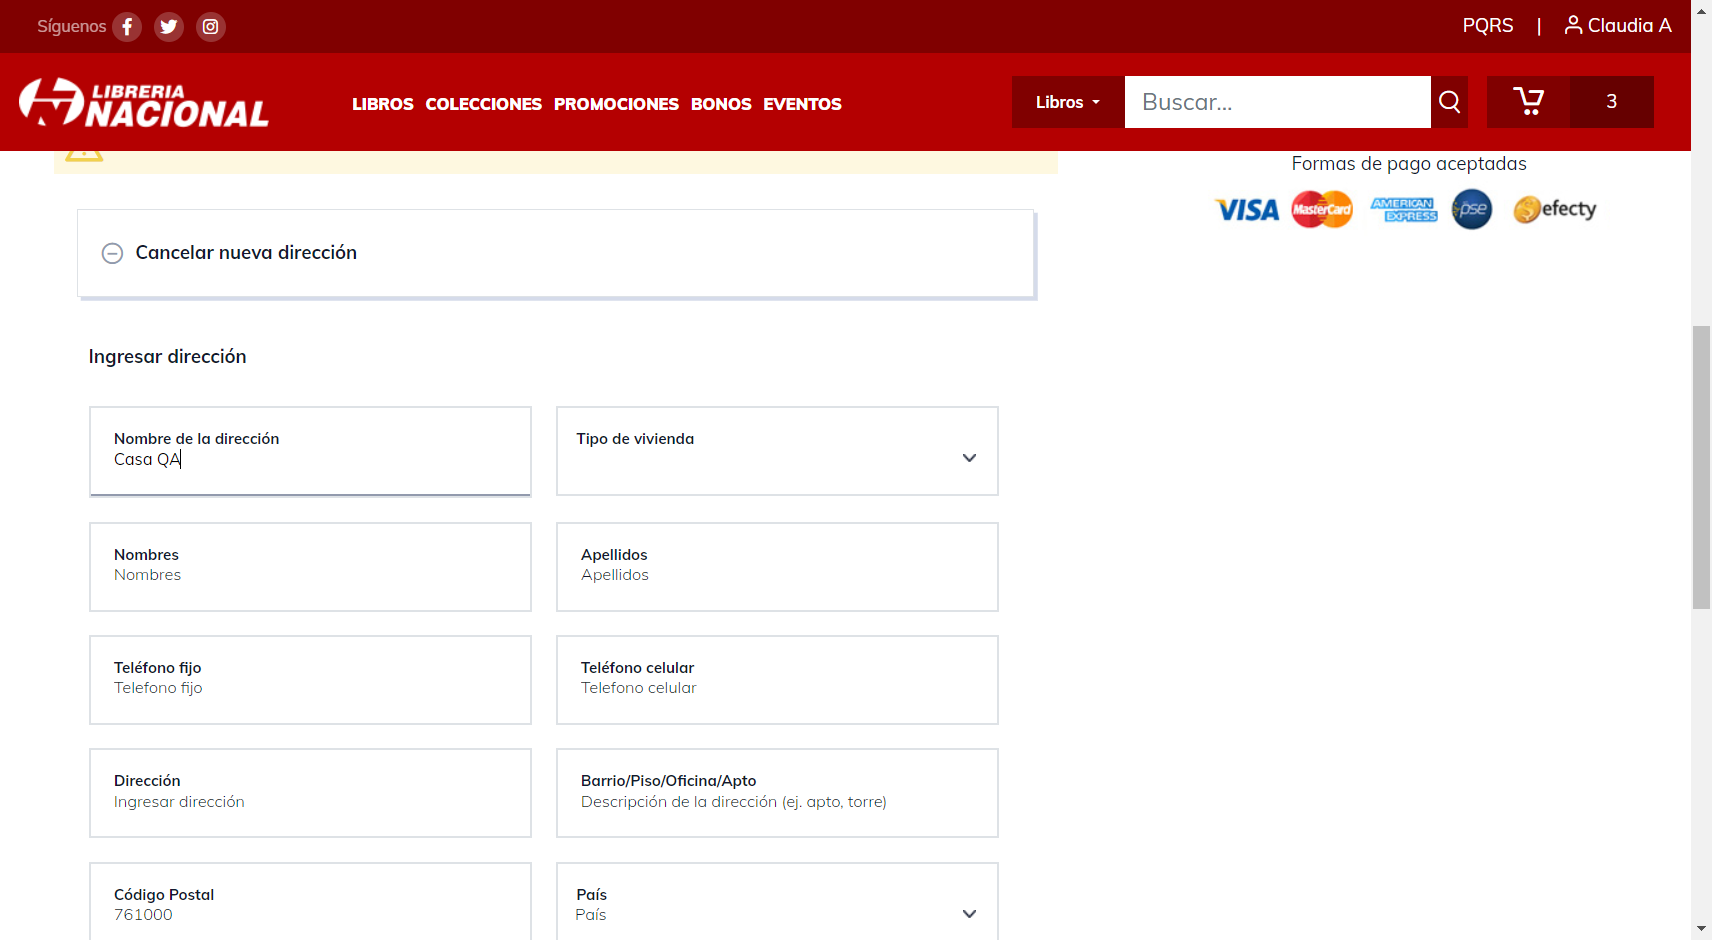 Síguenos
PQRS | Claudia A
LIBRERIA NACIONAL
LIBROS COLECCIONES PROMOCIONES BONOS EVENTOS
Libros Buscar... 3
Formas de pago aceptadas
VISA MasterCard AMERICAN EXPRESS pse efecty
Cancelar nueva dirección
Ingresar dirección
Nombre de la dirección
Casa QA
Tipo de vivienda
Nombres
Nombres
Apellidos
Apellidos
Teléfono fijo
Telefono fijo
Teléfono celular
Telefono celular
Dirección
Ingresar dirección
Barrio/Piso/Oficina/Apto
Descripción de la dirección (ej. apto, torre)
Código Postal
761000
País
País